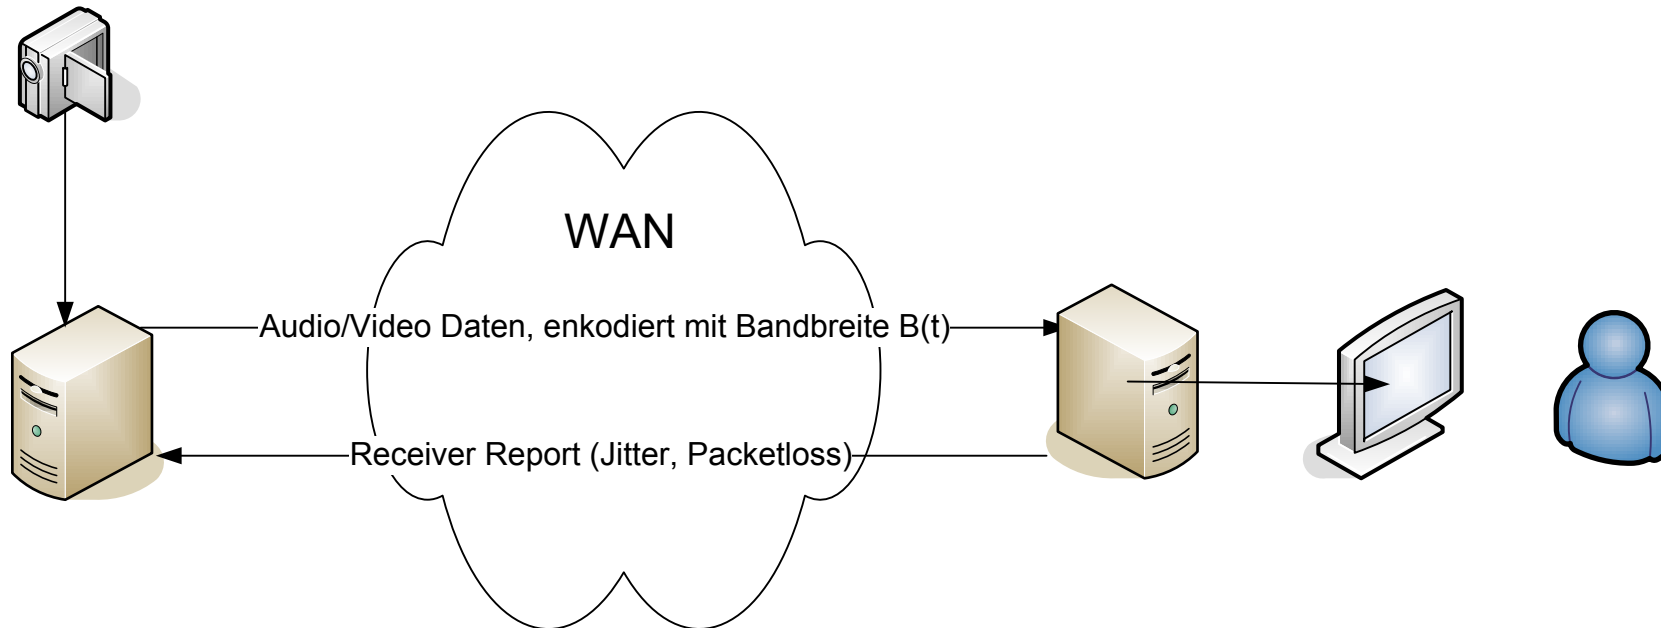 WAN
Audio/Video Daten, enkodiert mit Bandbreite B(t)
Receiver Report (Jitter, Packetloss)